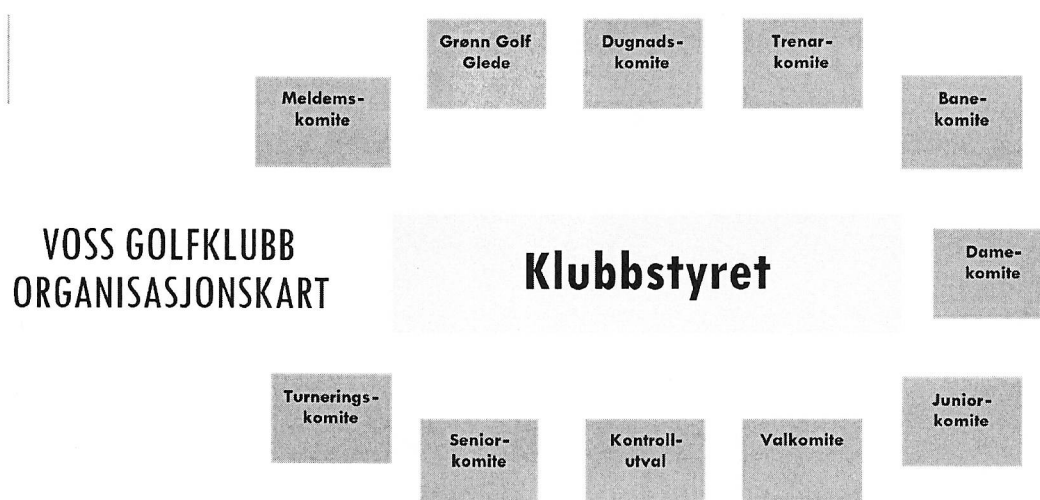 Grønn Golf
Glede
Dugnads-
komite
Trenar-
komite
Meldems-
komite
Bane-
komite
VOSS GOLFKLUBB
ORGANISASJONSKART
Klubbstyret
Dame-
komite
Turnerings-
komite
Senior-
komite
Kontroll-
utval
Valkomite
Junior-
komite